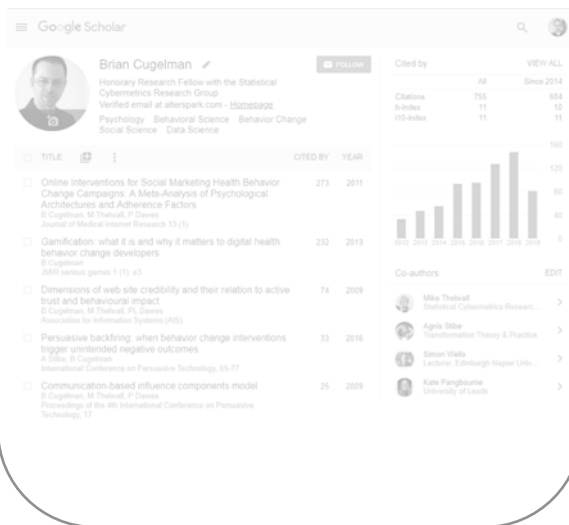 Google Scholar
Brian Cugelman
FOLLOW
Honorary Research Fellow with the Statistical
Cybermetrics Research Group
Verified email at alterspark.com - Homepage
Psychology Behavioral Science Behavior Change
Social Science Data Science
TITLE CITED BY YEAR
Online Interventions for Social Marketing Health Behavior 273 2011
Change Campaigns: A Meta-Analysis of Psychological
Architectures and Adherence Factors
B Cugelman, M Thelwall, P Dawes
Journal of Medical Internet Research 13 (1)
Gamification: what it is and why it matters to digital health 232 2013
behavior change developers
B Cugelman
JMIR serious games 1 (1), e3
Dimensions of web site credibility and their relation to active 74 2009
trust and behavioural impact
B Cugelman, M Thelwall, PL Dawes
Association for Information Systems (AIS)
Persuasive backfiring: when behavior change interventions 33 2016
trigger unintended negative outcomes
A Stibe, B Cugelman
International Conference on Persuasive Technology, 65-77
Communication-based influence components model 25 2009
B Cugelman, M Thelwall, P Dawes
Proceedings of the 4th International Conference on Persuasive
Technology, 17
Cited by VIEW ALL
All Since 2014
Citations 755 684
h-index 11 10
i10-index 11 11
160
120
80
40
0
2012 2013 2014 2015 2016 2017 2018 2019
Co-authors EDIT
Mike Thelwall
Statistical Cybermetrics Researc...
Agnis Stibe
Transformation Theory & Practice
Simon Wells
Lecturer, Edinburgh Napier Univ...
Kate Pangbourne
University of Leeds